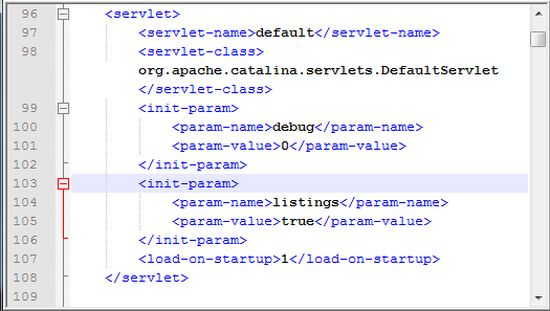 96 <servlet>
97 <servlet-name>default</servlet-name>
98 <servlet-class>
org.apache.catalina.servlets.DefaultServlet
</servlet-class>
99 <init-param>
100 <param-name>debug</param-name>
101 <param-value>0</param-value>
102 </init-param>
103 <init-param>
104 <param-name>listings</param-name>
105 <param-value>true</param-value>
106 </init-param>
107 <load-on-startup>1</load-on-startup>
108 </servlet>
109